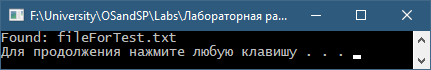 F:\University\OSandSP\Labs\Лабораторная ра...
Found: fileForTest.txt
Для продолжения нажмите любую клавишу . . .